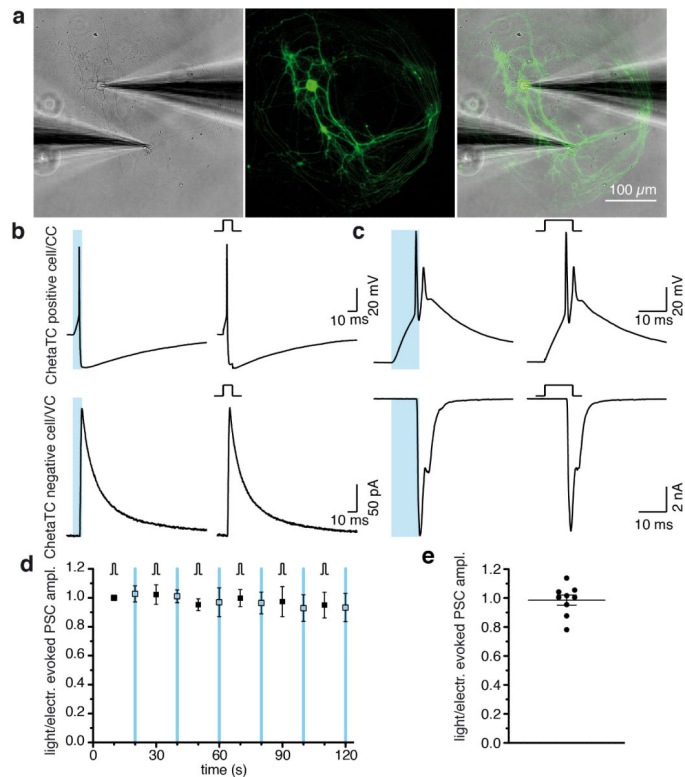 a
100 µm
b
c
ChetaTC positive cell/CC
10 ms
20 mV
10 ms
20 mV
ChetaTC negative cell/VC
10 ms
50 pA
10 ms
2 nA
d
e
light/electr. evoked PSC ampl.
1.2
1.0
0.8
0.6
0.4
0.2
0.0
0 30 60 90 120
time (s)
light/electr. evoked PSC ampl.
1.2
1.0
0.8
0.6
0.4
0.2
0.0